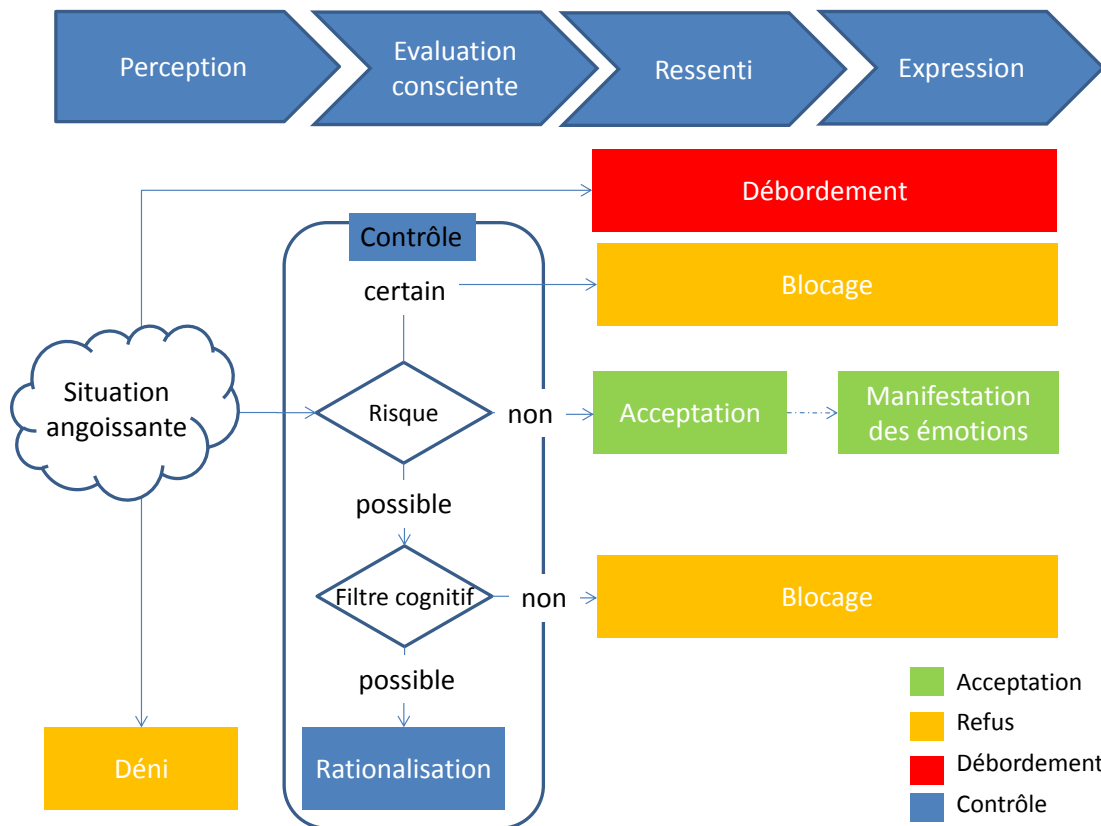 Perception
Evaluation
consciente
Ressenti
Expression
Débordement
Contrôle
certain
Blocage
Situation
angoissante
Risque
non
Acceptation
Manifestation
des émotions
possible
Filtre cognitif
non
Blocage
possible
Déni
Rationalisation
Acceptation
Refus
Débordement
Contrôle